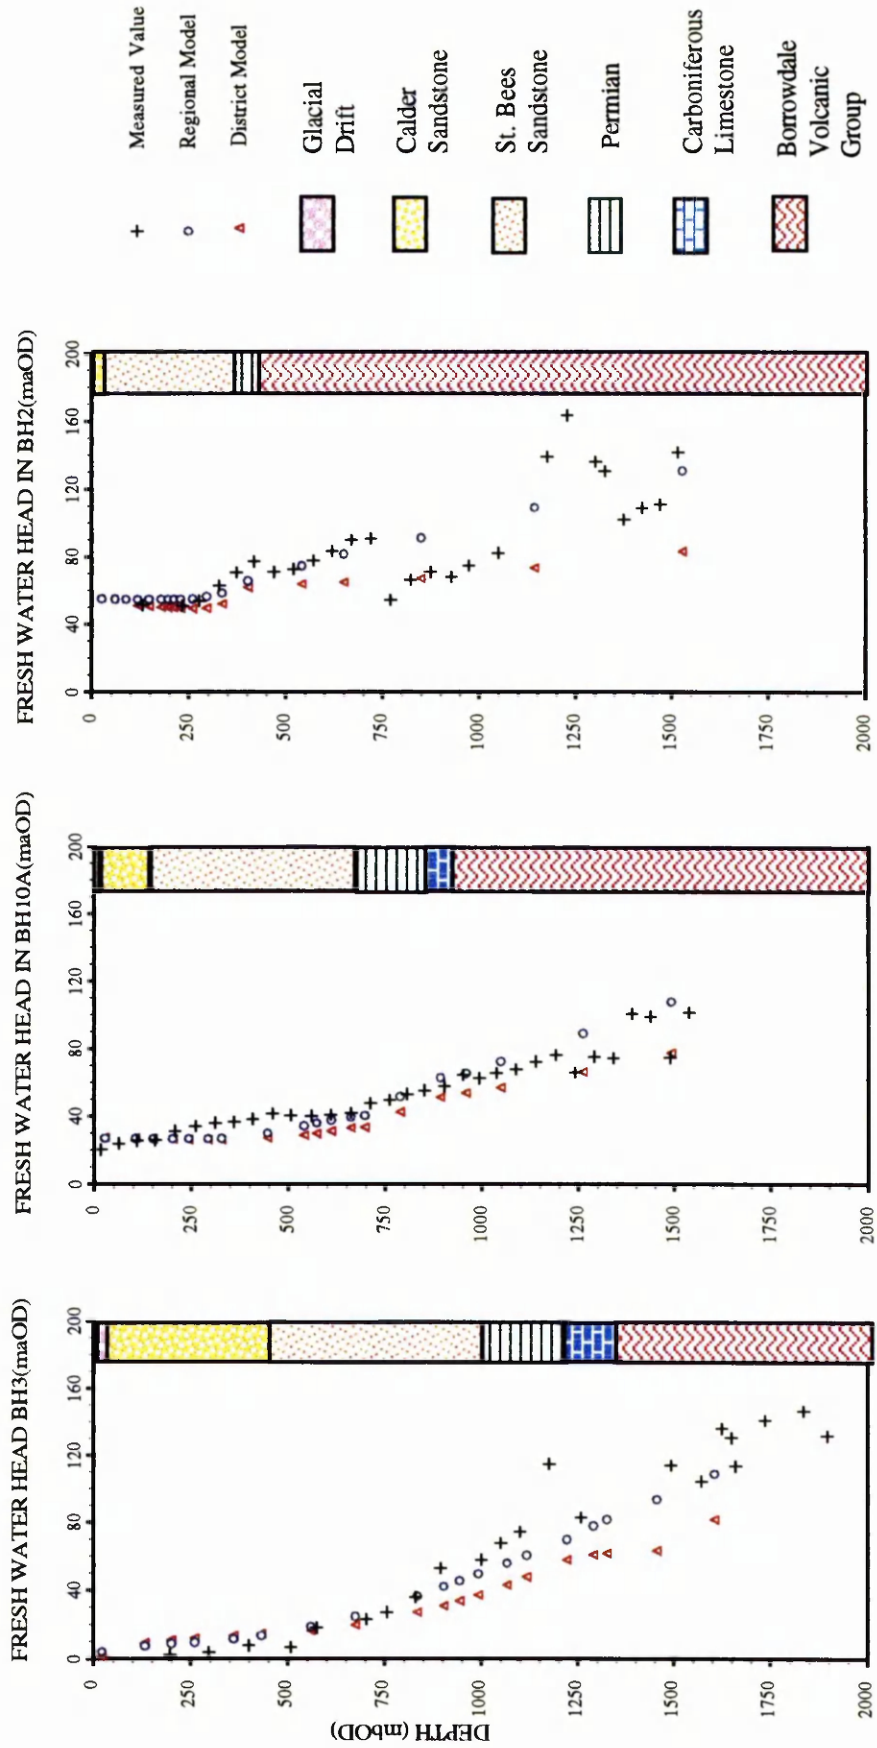 FRESH WATER HEAD BH3(maOD)
0 40 80 120 160 200
0
250
500
750
1000
1250
1500
1750
2000
DEPTH (mbOD)
FRESH WATER HEAD IN BH10A(maOD)
0 40 80 120 160 200
0
250
500
750
1000
1250
1500
1750
2000
FRESH WATER HEAD IN BH2(maOD)
0 40 80 120 160 200
0
250
500
750
1000
1250
1500
1750
2000
Measured Value
Regional Model
District Model
Glacial
Drift
Calder
Sandstone
St. Bees
Sandstone
Permian
Carboniferous
Limestone
Borrowdale
Volcanic
Group